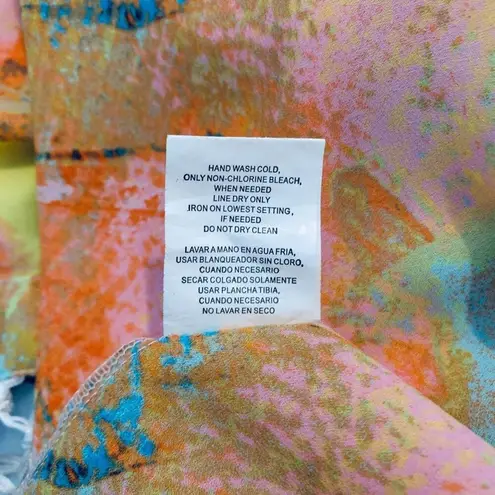 HAND WASH COLD,
ONLY NON-CHLORINE BLEACH,
WHEN NEEDED
LINE DRY ONLY
IRON ON LOWEST SETTING,
IF NEEDED
DO NOT DRY CLEAN
LAVAR A MANO EN AGUA FRIA,
USAR BLANQUEADOR SIN CLORO,
CUANDO NECESARIO
SECAR COLGADO SOLAMENTE
USAR PLANCHA TIBIA,
CUANDO NECESARIO
NO LAVAR EN SECO